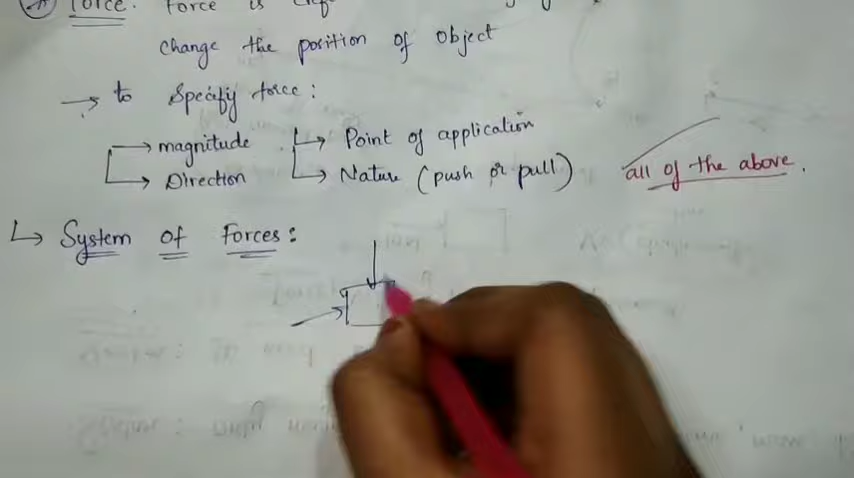 Force: Force is
change the position of object
→ to Specify force:
→ magnitude → Point of application
→ Direction → Nature (push or pull) all of the above.
↳ System of Forces: